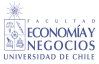 FACULTAD
ECONOMÍA Y
NEGOCIOS
UNIVERSIDAD DE CHILE